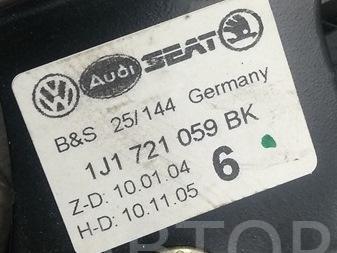 Audi SEAT
B&S 25/144 Germany
1J1 721 059 BK
Z-D: 10.01.04 6
H-D: 10.11.05